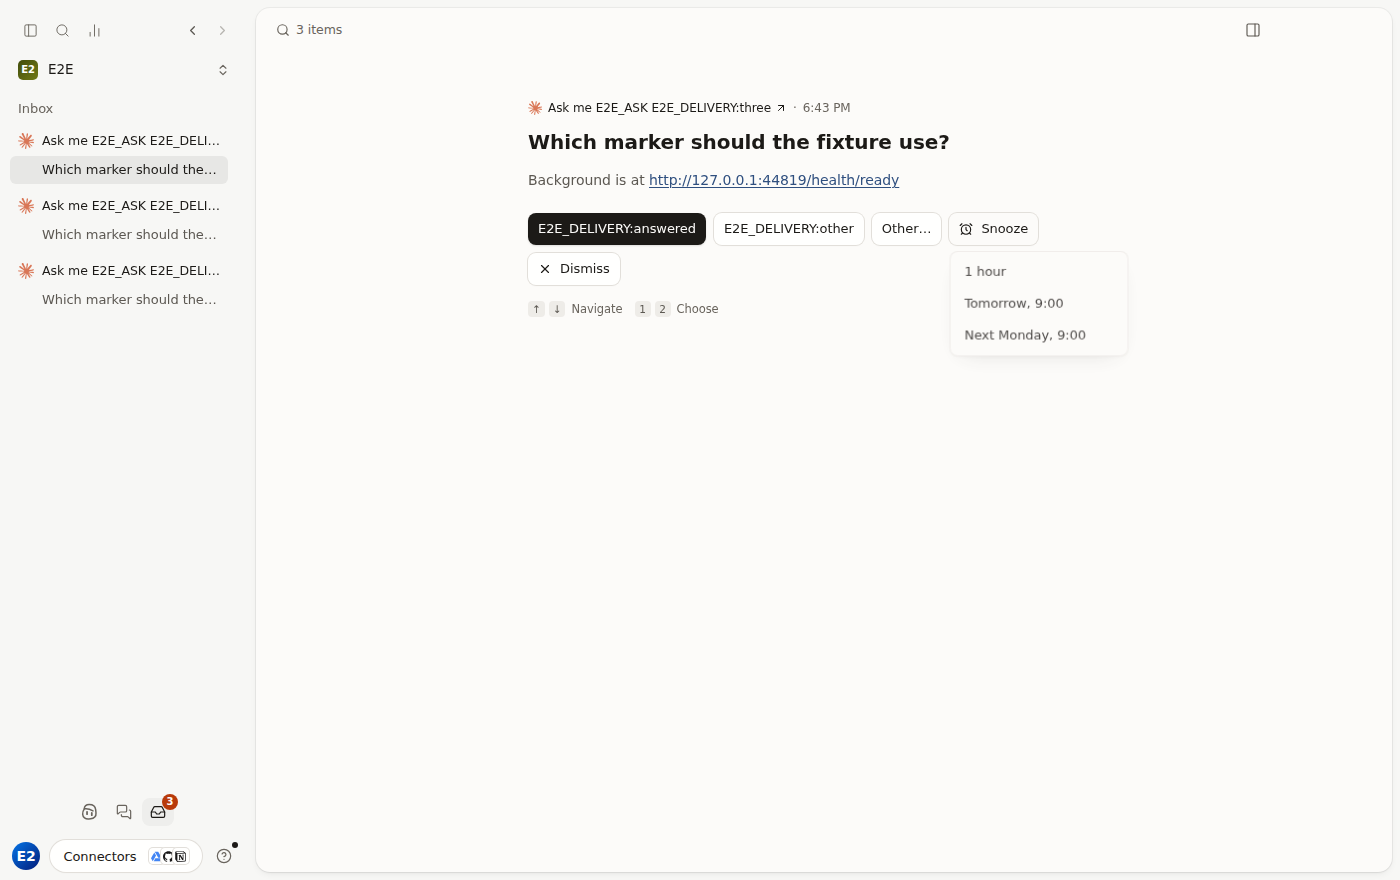 E2 E2E
Inbox
Ask me E2E_ASK E2E_DELI…
Which marker should the…
Ask me E2E_ASK E2E_DELI…
Which marker should the…
Ask me E2E_ASK E2E_DELI…
Which marker should the…
3
E2 Connectors
3 items
Ask me E2E_ASK E2E_DELIVERY:three · 6:43 PM
Which marker should the fixture use?
Background is at http://127.0.0.1:44819/health/ready
E2E_DELIVERY:answered E2E_DELIVERY:other Other… Snooze
Dismiss
↑ ↓ Navigate 1 2 Choose
1 hour
Tomorrow, 9:00
Next Monday, 9:00